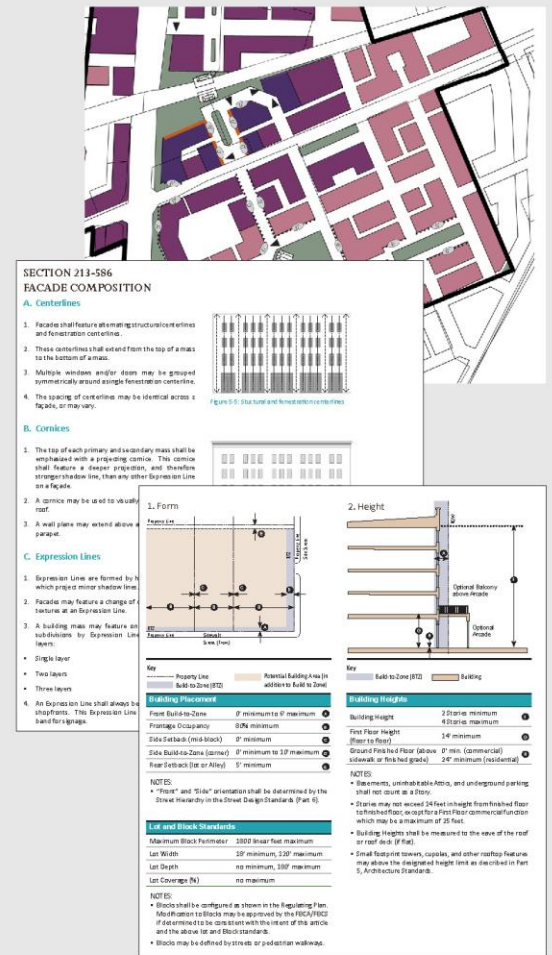 SECTION 213-586
FACADE COMPOSITION
A. Centerlines
1. Facades shall feature alternating structural centerlines
and fenestration centerlines.
2. These centerlines shall extend from the top of a mass
to the bottom of a mass.
3. Multiple windows and/or doors may be grouped
symmetrically around a single fenestration centerline.
4. The spacing of centerlines may be identical across a
façade, or may vary.
Figure 5-5: Stuctural and fenestration centerlines
B. Cornices
1. The top of each primary and secondary mass shall be
emphasized with a projecting cornice. This cornice
shall feature a deeper projection, and therefore
stronger shadow line, than any other Expression Line
on a façade.
2. A cornice may be used to visually
roof.
3. A wall plane may extend above a
parapet.
C. Expression Lines
1. Expression Lines are formed by h
which project minor shadow lines.
2. Facades may feature a change of
textures at an Expression Line.
3. A building mass may feature on
subdivisions by Expression Line
layers:
• Single layer
• Two layers
• Three layers
4. An Expression Line shall always be
shopfronts. This Expression Line
band for signage.
1. Form
Property Line
BTZ
Property Line
Side Street
BTZ
Property Line
Street (Front)
Key
Property Line
Build-to-Zone (BTZ)
Potential Building Area (in
addition to Build to Zone)
Building Placement
Front Build-to-Zone 0' minimum to 5' maximum A
Frontage Occupancy 80% minimum
Side Setback (mid-block) 0' minimum
Side Build-to-Zone (corner) 0' minimum to 10' maximum
Rear Setback (lot or Alley) 5' minimum
NOTES:
• "Front" and "Side" orientation shall be determined by the
Street Hierarchy in the Street Design Standards (Part 6).
Lot and Block Standards
Maximum Block Perimeter 1800 linear feet maximum
Lot Width 18' minimum, 120' maximum
Lot Depth no minimum, 180' maximum
Lot Coverage (%) no maximum
NOTES:
• Blocks shall be configured as shown in the Regulating Plan.
Modification to Blocks may be approved by the FBCA/FBCS
if determined to be consistent with the intent of this article
and the above lot and Block standards.
• Blocks may be defined by streets or pedestrian walkways.
2. Height
Optional Balcony
above Arcade
Optional
Arcade
Key
Build-to-Zone (BTZ)
Building
Building Heights
Building Height 2 Stories minimum
4 Stories maximum
First Floor Height 14' minimum
(floor to floor)
Ground Finished Floor (above 0' min. (commercial)
sidewalk or finished grade) 24" minimum (residential)
NOTES:
• Basements, uninhabitable Attics, and underground parking
shall not count as a Story.
• Stories may not exceed 14 feet in height from finished floor
to finished floor, except for a First Floor commercial function
which may be a maximum of 25 feet.
• Building Heights shall be measured to the eave of the roof
or roof deck (if flat).
• Small footprint towers, cupolas, and other rooftop features
may above the designated height limit as described in Part
5, Architecture Standards.